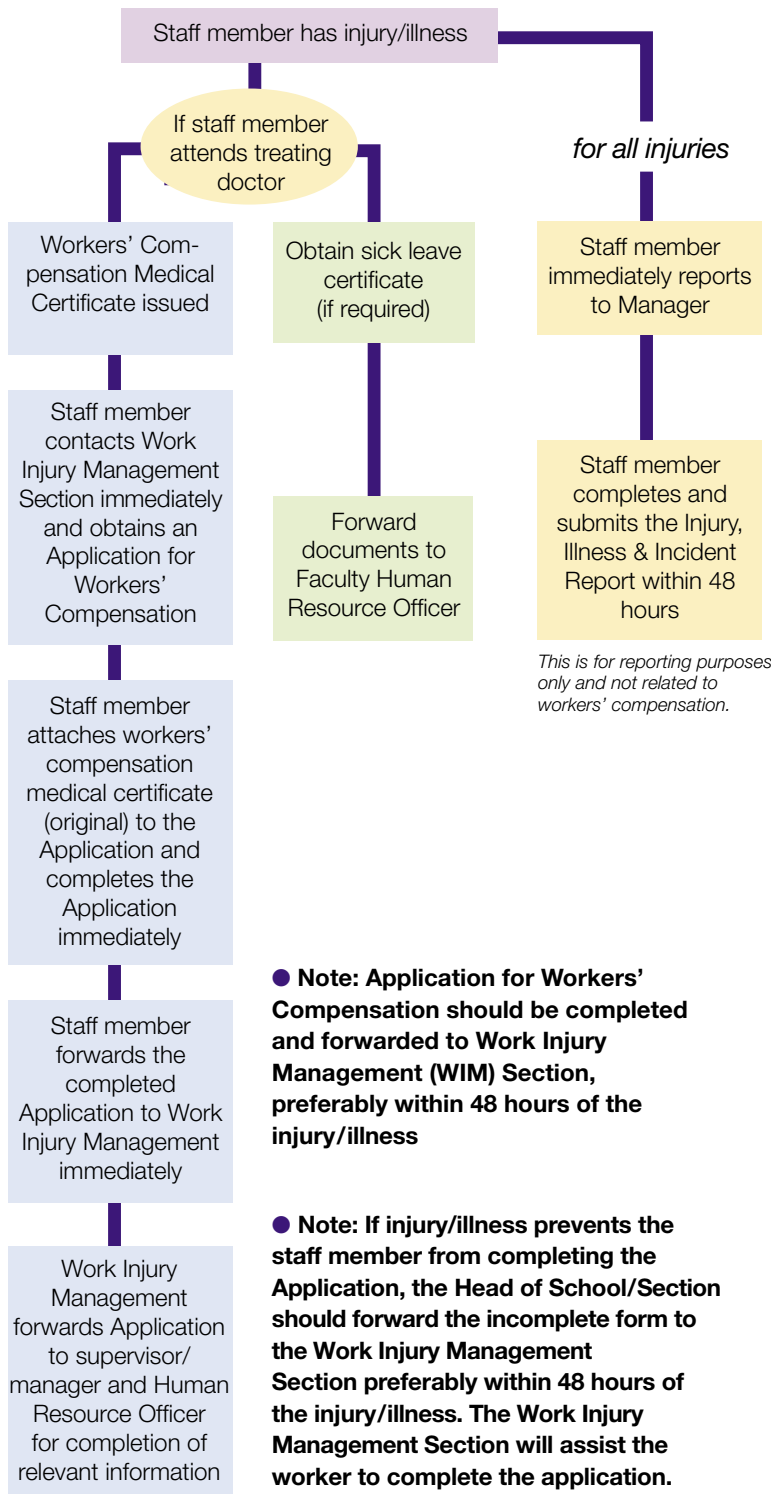 Staff member has injury/illness
If staff member
attends treating
doctor
for all injuries
Workers' Com-
pensation Medical
Certificate issued
Obtain sick leave
certificate
(if required)
Staff member
immediately reports
to Manager
Staff member
contacts Work
Injury Management
Section immediately
and obtains an
Application for
Workers'
Compensation
Forward
documents to
Faculty Human
Resource Officer
Staff member
completes and
submits the Injury,
Illness & Incident
Report within 48
hours
This is for reporting purposes
only and not related to
workers' compensation.
Staff member
attaches workers'
compensation
medical certificate
(original) to the
Application and
completes the
Application
immediately
Staff member
forwards the
completed
Application to Work
Injury Management
immediately
Work Injury
Management
forwards Application
to supervisor/
manager and Human
Resource Officer
for completion of
relevant information
● Note: Application for Workers'
Compensation should be completed
and forwarded to Work Injury
Management (WIM) Section,
preferably within 48 hours of the
injury/illness
● Note: If injury/illness prevents the
staff member from completing the
Application, the Head of School/Section
should forward the incomplete form to
the Work Injury Management
Section preferably within 48 hours of
the injury/illness. The Work Injury
Management Section will assist the
worker to complete the application.